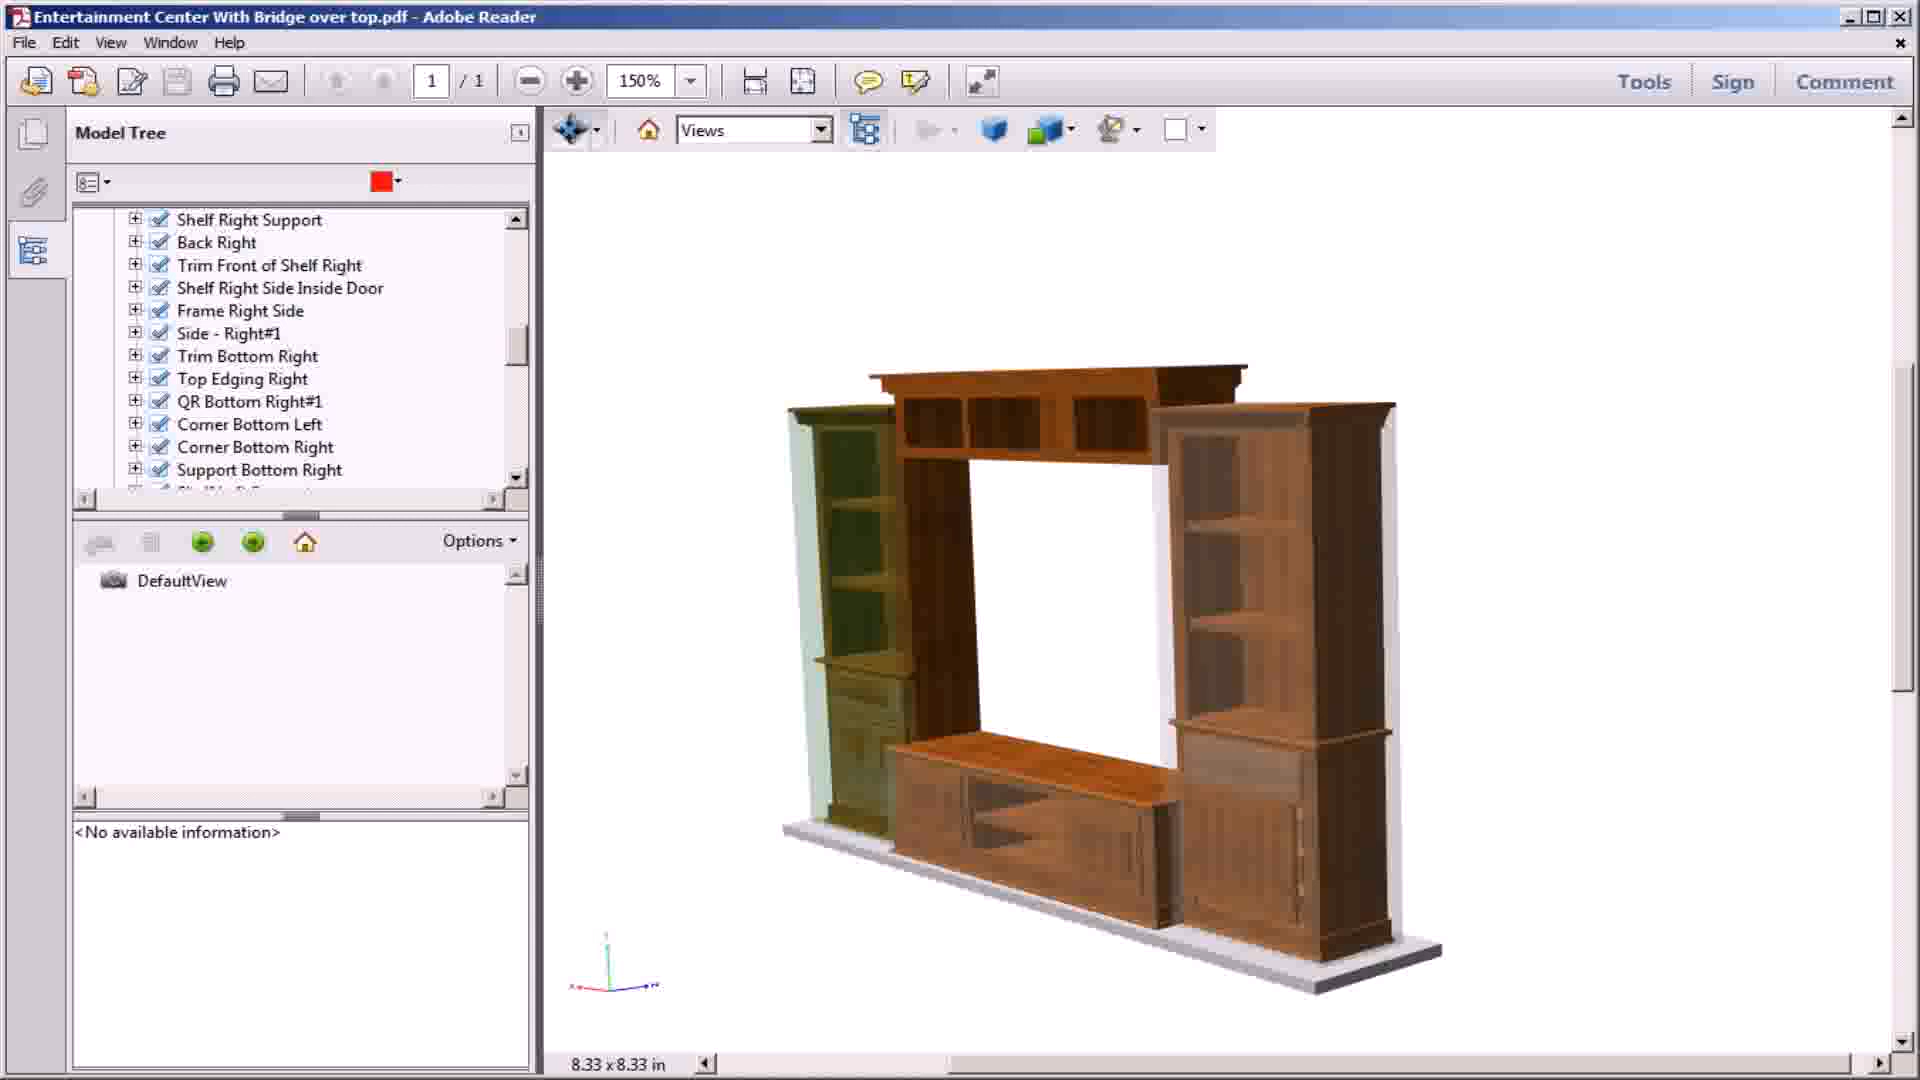 Entertainment Center With Bridge over top.pdf - Adobe Reader
File Edit View Window Help
1 / 1 150% Tools Sign Comment
Model Tree
Views
Shelf Right Support
Back Right
Trim Front of Shelf Right
Shelf Right Side Inside Door
Frame Right Side
Side - Right#1
Trim Bottom Right
Top Edging Right
QR Bottom Right#1
Corner Bottom Left
Corner Bottom Right
Support Bottom Right
Options
DefaultView
<No available information>
8.33 x 8.33 in